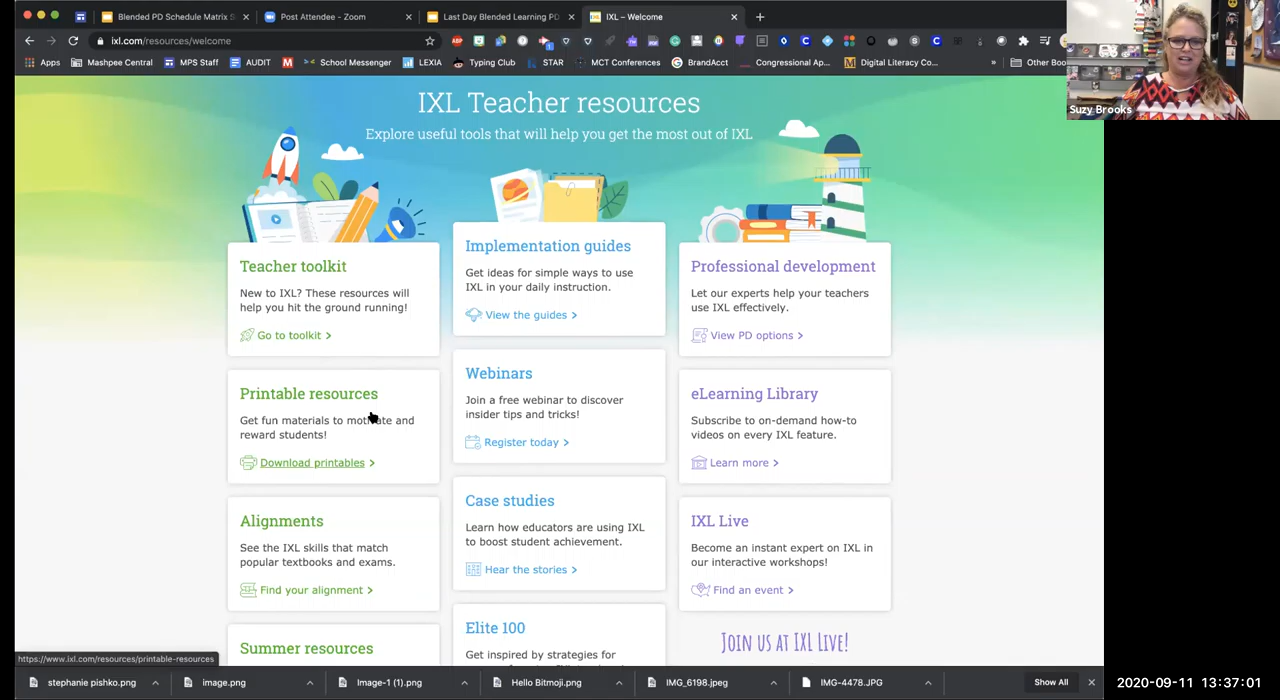 Blended PD Schedule Matrix S
Post Attendee - Zoom
Last Day Blended Learning PD
IXL – Welcome
ixl.com/resources/welcome
Apps
Mashpee Central
MPS Staff
AUDIT
School Messenger
LEXIA
Typing Club
STAR
MCT Conferences
BrandAcct
Congressional Ap...
Digital Literacy Co...
»
Other Boo
Suzy Brooks
IXL Teacher resources
Explore useful tools that will help you get the most out of IXL
Teacher toolkit
New to IXL? These resources will
help you hit the ground running!
Go to toolkit >
Printable resources
Get fun materials to motivate and
reward students!
Download printables >
Alignments
See the IXL skills that match
popular textbooks and exams.
Find your alignment >
Summer resources
Implementation guides
Get ideas for simple ways to use
IXL in your daily instruction.
View the guides >
Webinars
Join a free webinar to discover
insider tips and tricks!
Register today >
Case studies
Learn how educators are using IXL
to boost student achievement.
Hear the stories >
Elite 100
Get inspired by strategies for
Professional development
Let our experts help your teachers
use IXL effectively.
View PD options >
eLearning Library
Subscribe to on-demand how-to
videos on every IXL feature.
Learn more >
IXL Live
Become an instant expert on IXL in
our interactive workshops!
Find an event >
JOIN US AT IXL LIVE!
https://www.ixl.com/resources/printable-resources
stephanie pishko.png
image.png
Image-1 (1).png
Hello Bitmoji.png
IMG_6198.jpeg
IMG-4478.JPG
Show All
2020-09-11 13:37:01